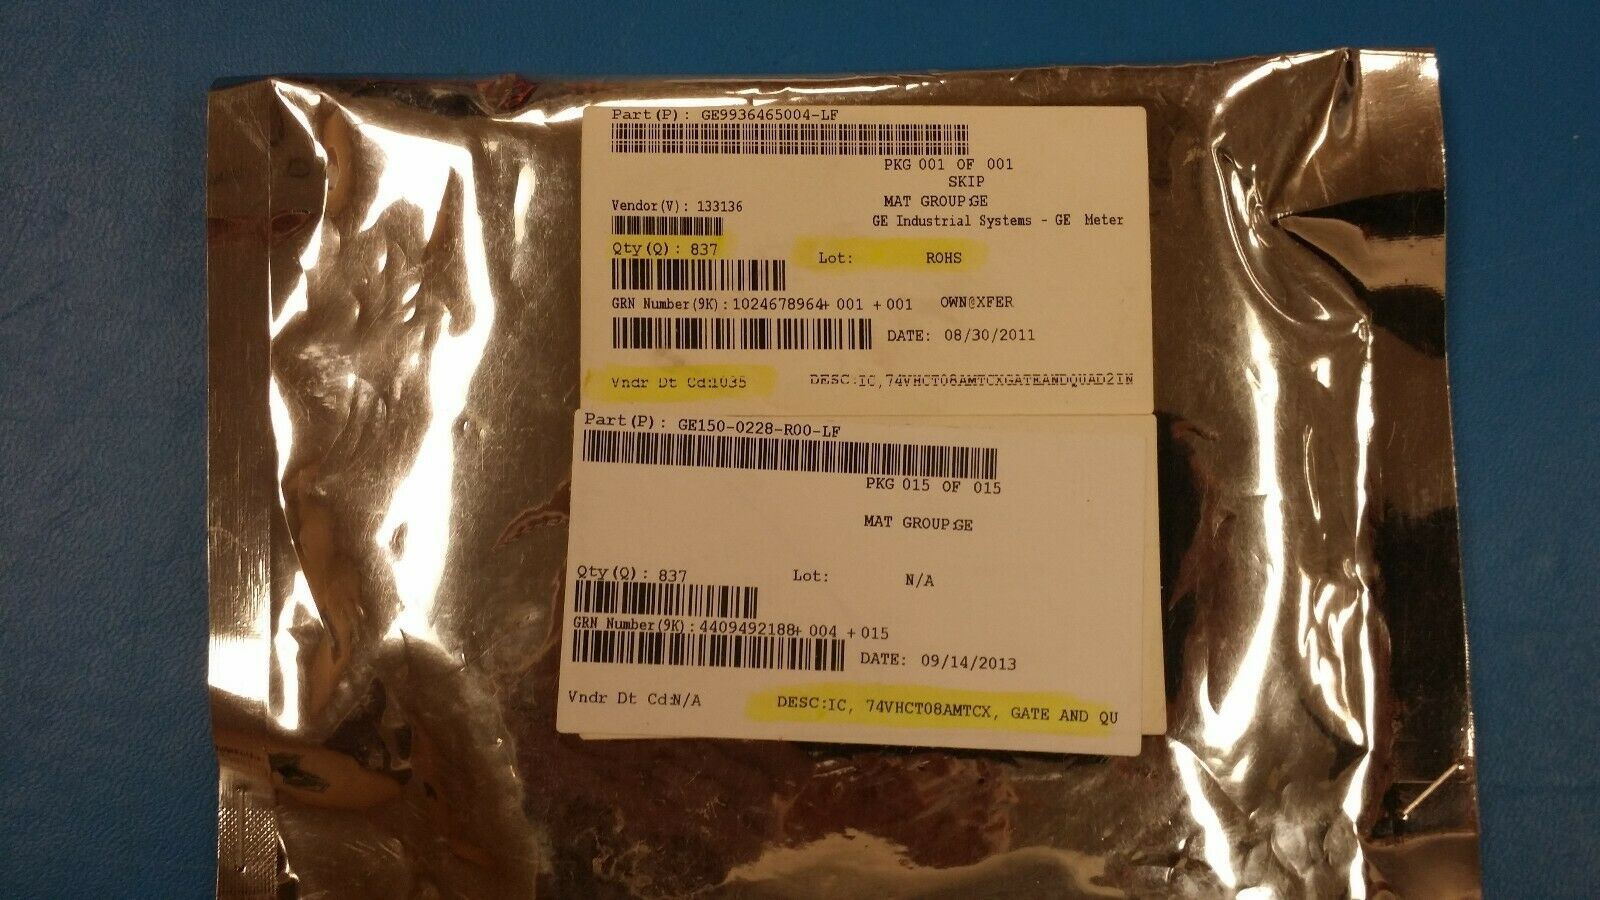 Part(P): GE9936465004-LF
PKG 001 OF 001
SKIP
Vendor(V): 133136
MAT GROUP:GE
GE Industrial Systems - GE Meter
Qty(Q): 837
Lot: ROHS
GRN Number(9K):1024678964+ 001 +001 OWN@XFER
DATE: 08/30/2011
Vndr Dt Cd:1035
DESC:IC,74VHCT08AMTCXGATEANDQUAD2IN
Part(P): GE150-0228-R00-LF
PKG 015 OF 015
MAT GROUP:GE
Qty(Q): 837
Lot: N/A
GRN Number(9K):4409492188+ 004 +015
DATE: 09/14/2013
Vndr Dt Cd:N/A
DESC:IC, 74VHCT08AMTCX, GATE AND QU